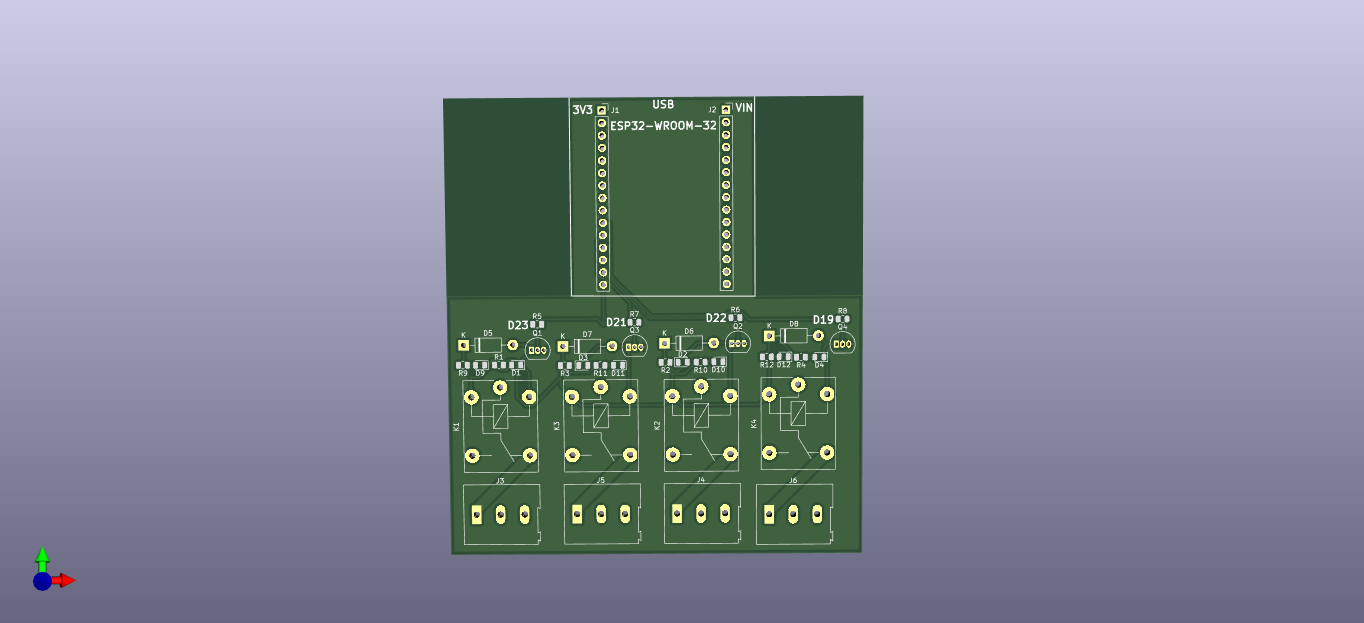 USB
3V3 J1 J2 VIN
ESP32-WROOM-32
R5 R7 R6 R8
D23 D21 D22 D19
K D5 Q1 K D7 Q3 K D6 Q2 K D8 Q4
R1 D3 D2
R9 D9 D1 R3 R11 D11 R2 R10 D10 R12 D12 R4 D4
K1 K3 K2 K4
J3 J5 J4 J6